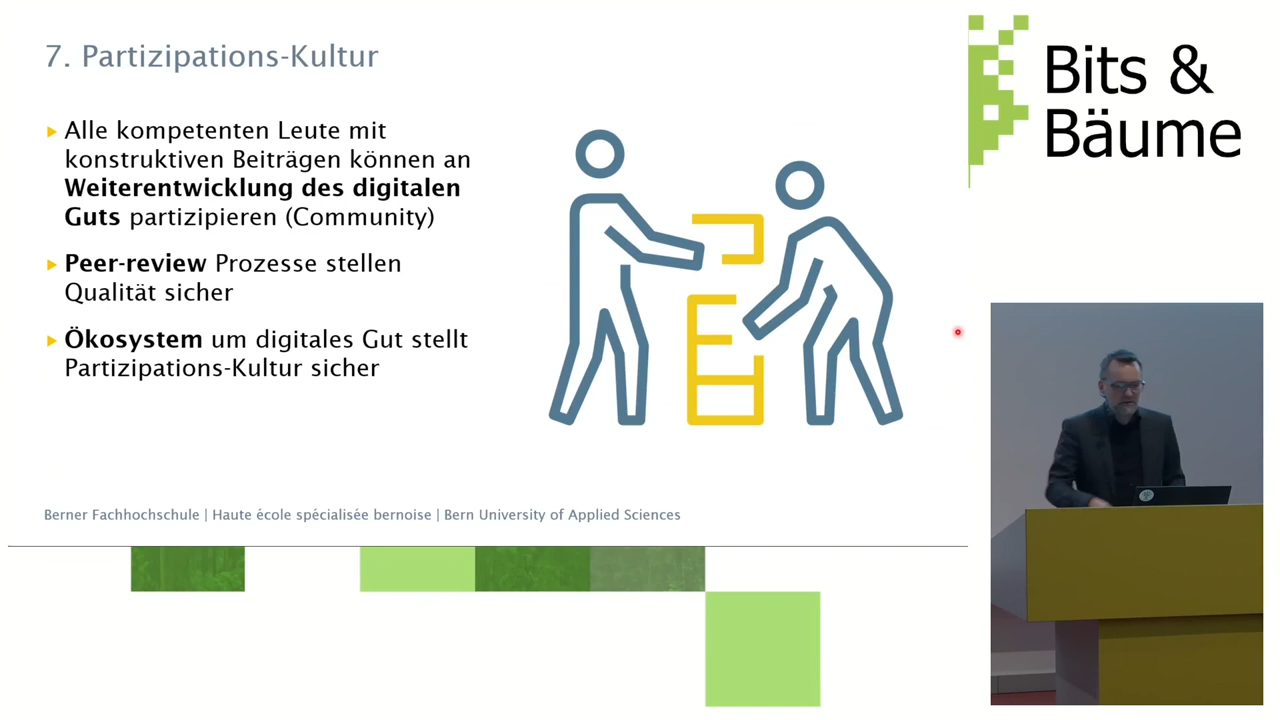 7. Partizipations-Kultur
Alle kompetenten Leute mit
konstruktiven Beiträgen können an
Weiterentwicklung des digitalen
Guts partizipieren (Community)
Peer-review Prozesse stellen
Qualität sicher
Ökosystem um digitales Gut stellt
Partizipations-Kultur sicher
Berner Fachhochschule | Haute école spécialisée bernoise | Bern University of Applied Sciences
Bits &
Bäume